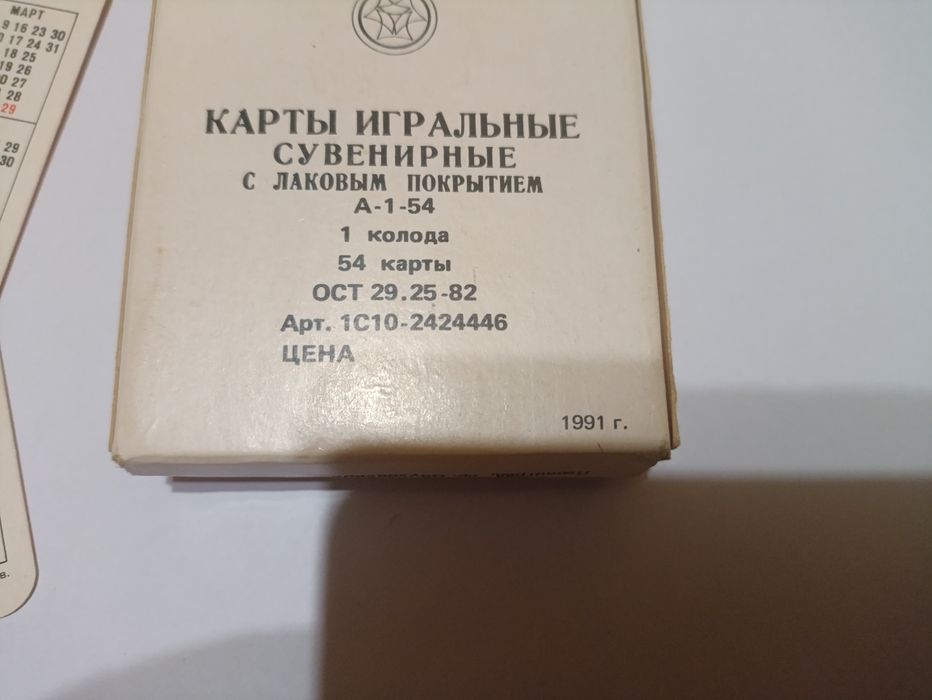 МАРТ
9 16 23 30
17 24 31
18 25
19 26
27
28
29
29
30
в.
КАРТЫ ИГРАЛЬНЫЕ
СУВЕНИРНЫЕ
С ЛАКОВЫМ ПОКРЫТИЕМ
А-1-54
1 колода
54 карты
ОСТ 29.25-82
Арт. 1С10-2424446
ЦЕНА
1991 г.